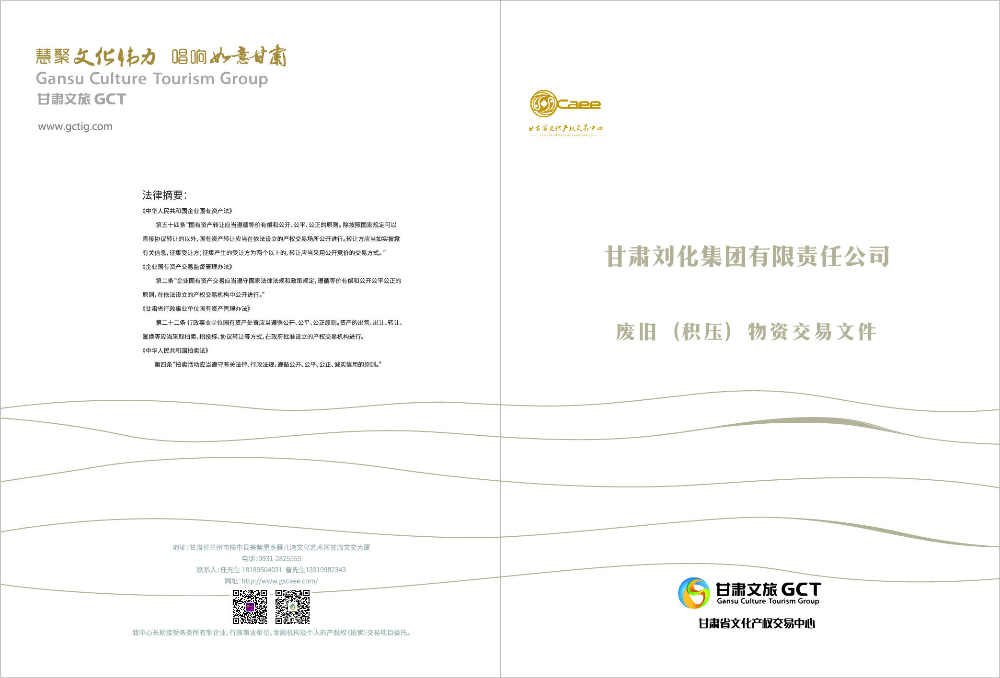 慧聚文化伟力 唱响如意甘肃
Gansu Culture Tourism Group
甘肃文旅 GCT
www.gctig.com
法律摘要：
《中华人民共和国企业国有资产法》
第五十四条“国有资产转让应当遵循等价有偿和公开、公平、公正的原则。除按照国家规定可以
直接协议转让的以外，国有资产转让应当在依法设立的产权交易场所公开进行。转让方应当如实披露
有关信息，征集受让方；征集产生的受让方为两个以上的，转让应当采用公开竞价的交易方式。”
《企业国有资产交易监督管理办法》
第二条“企业国有资产交易应当遵守国家法律法规和政策规定，遵循等价有偿和公开公平公正的
原则，在依法设立的产权交易机构中公开进行。”
《甘肃省行政事业单位国有资产管理办法》
第二十二条 行政事业单位国有资产处置应当遵循公开、公平、公正原则。资产的出售、出让、转让、
置换等应当采取拍卖、招投标、协议转让等方式，在政府批准设立的产权交易机构进行。
《中华人民共和国拍卖法》
第四条“拍卖活动应当遵守有关法律、行政法规，遵循公开、公平、公正、诚实信用的原则。”
地址：甘肃省兰州市榆中县来紫堡乡雁儿湾文化艺术区甘肃文交大厦
电话：0931-2825555
联系人：任先生 18189504031 曹先生13919982343
网址：http://www.gscaee.com/
我中心长期接受各类所有制企业、行政事业单位、金融机构及个人的产股权（拍卖）交易项目委托。
Caee
甘肃省文化产权交易中心
Gansu Cultural Assets and Equity Exchange
甘肃刘化集团有限责任公司
废旧（积压）物资交易文件
甘肃文旅 GCT
Gansu Culture Tourism Group
甘肃省文化产权交易中心